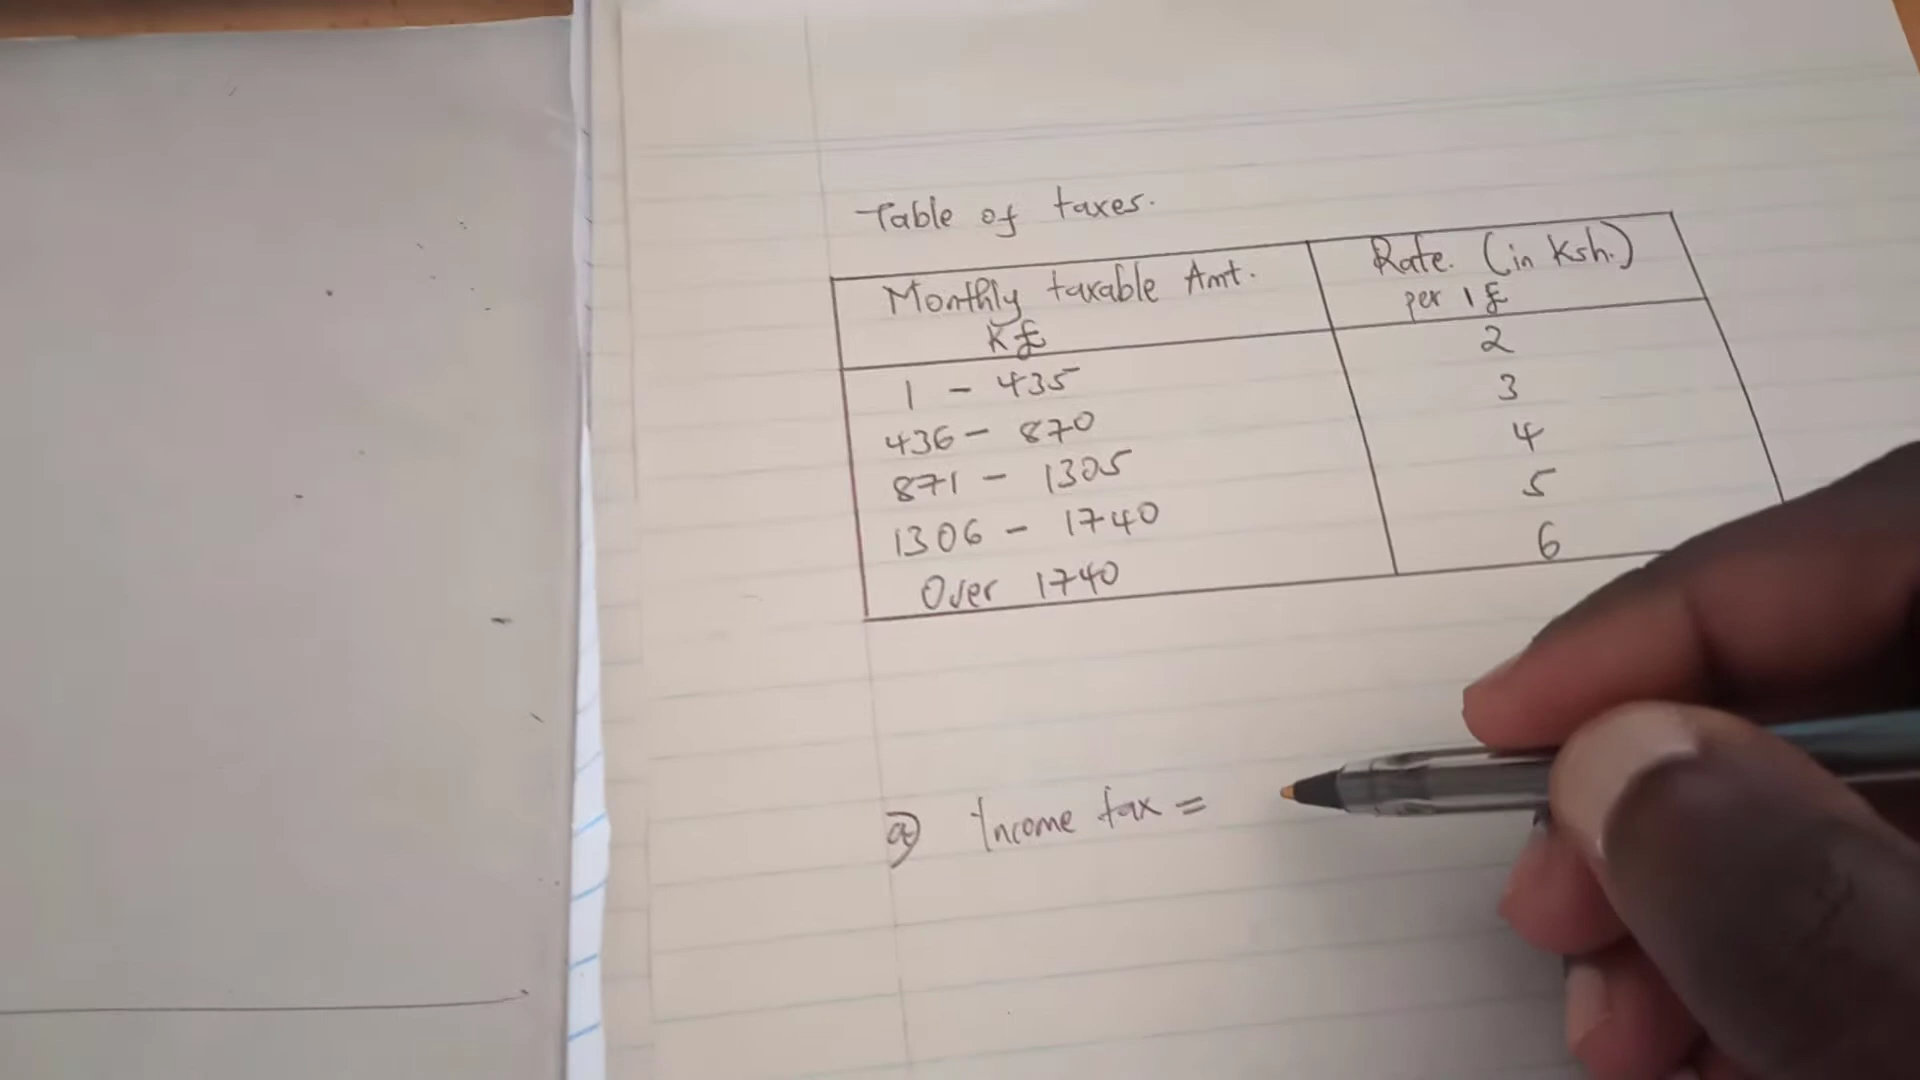 Table of taxes.
Monthly taxable Amt.
K£
Rate. (in Ksh.)
per 1 £
1 - 435
2
436 - 870
3
871 - 1305
4
1306 - 1740
5
Over 1740
6
a) Income tax =